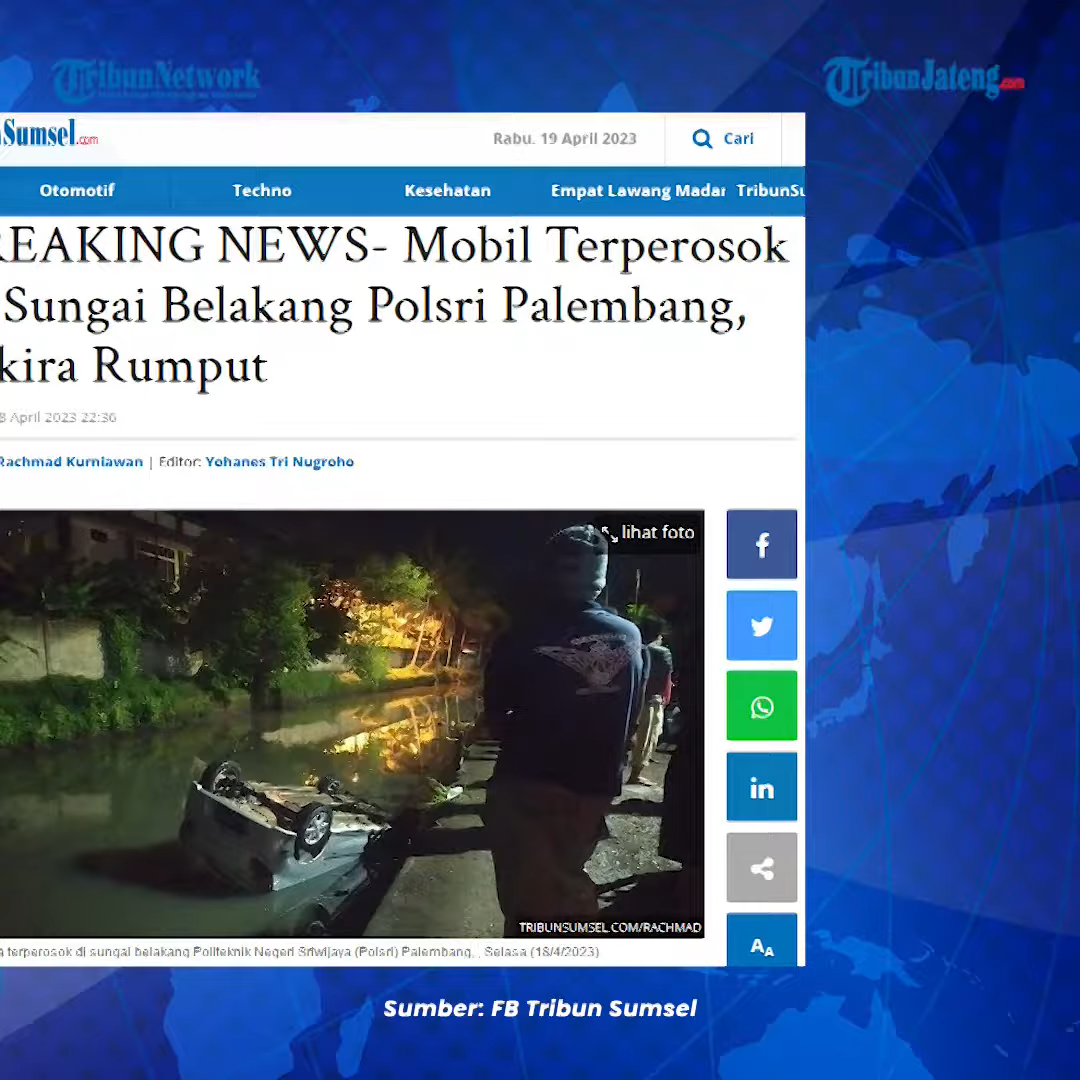 TribunNetwork
TribunJateng.com
Sumsel.com
Rabu, 19 April 2023
Cari
Otomotif
Techno
Kesehatan
Empat Lawang Madan
TribunSu
REAKING NEWS- Mobil Terperosok
Sungai Belakang Polsri Palembang,
kira Rumput
8 April 2023 22:36
Rachmad Kurniawan | Editor: Yohanes Tri Nugroho
lihat foto
f
in
TRIBUNSUMSEL.COM/RACHMAD
AA
a terperosok di sungai belakang Politeknik Negeri Sriwijaya (Polsri) Palembang, , Selasa (18/4/2023)
Sumber: FB Tribun Sumsel